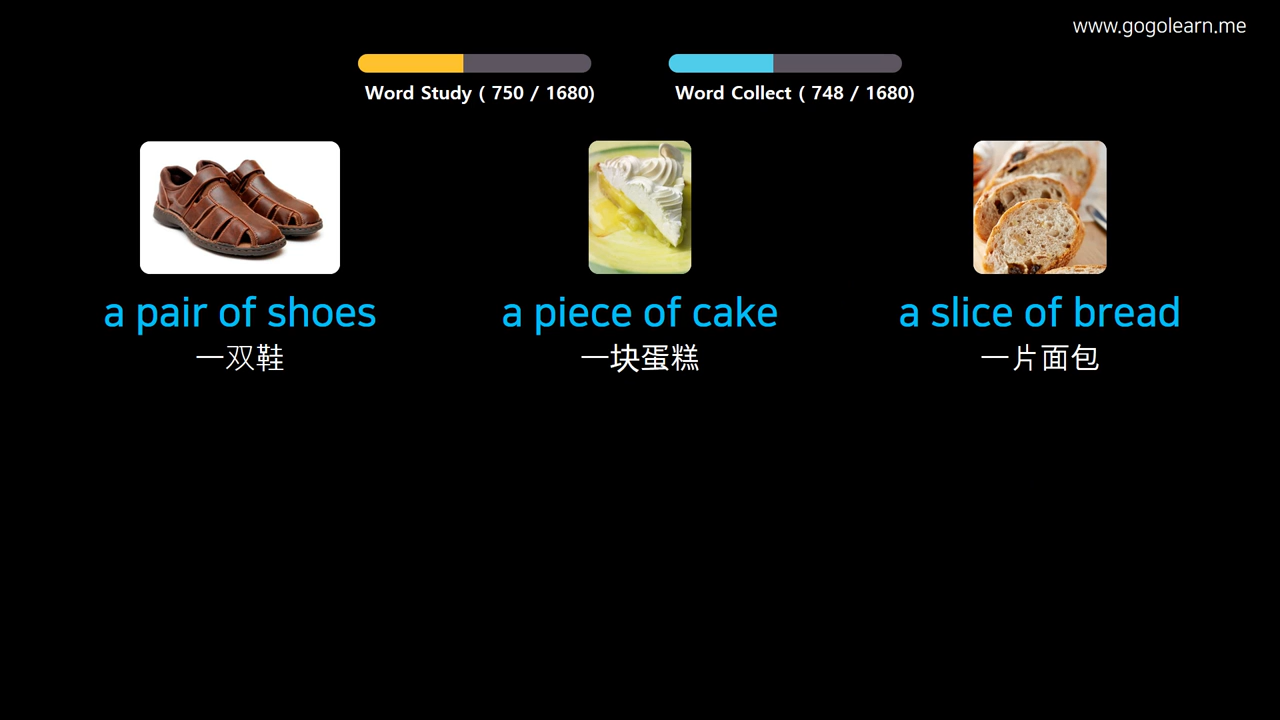 www.gogolearn.me
Word Study ( 750 / 1680)
Word Collect ( 748 / 1680)
a pair of shoes
一双鞋
a piece of cake
一块蛋糕
a slice of bread
一片面包